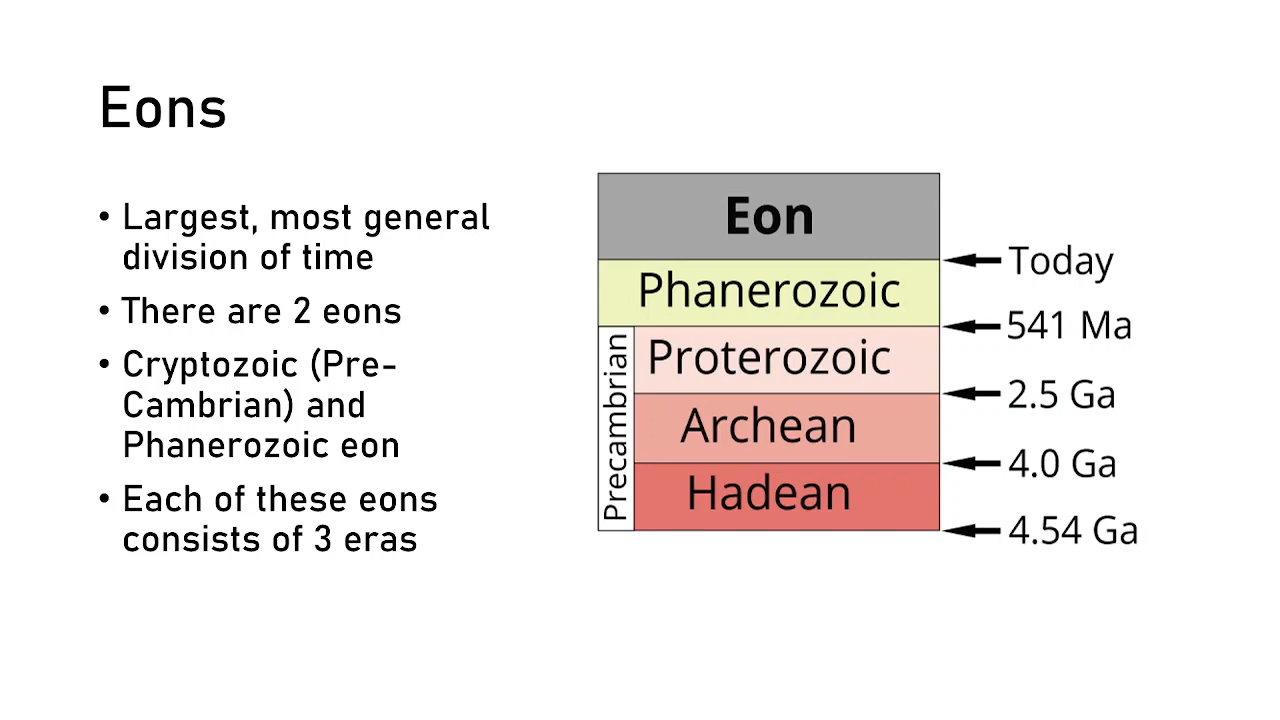 Eons
• Largest, most general
division of time
• There are 2 eons
• Cryptozoic (Pre-
Cambrian) and
Phanerozoic eon
• Each of these eons
consists of 3 eras
Eon
Today
Phanerozoic
541 Ma
Precambrian
Proterozoic
2.5 Ga
Archean
4.0 Ga
Hadean
4.54 Ga